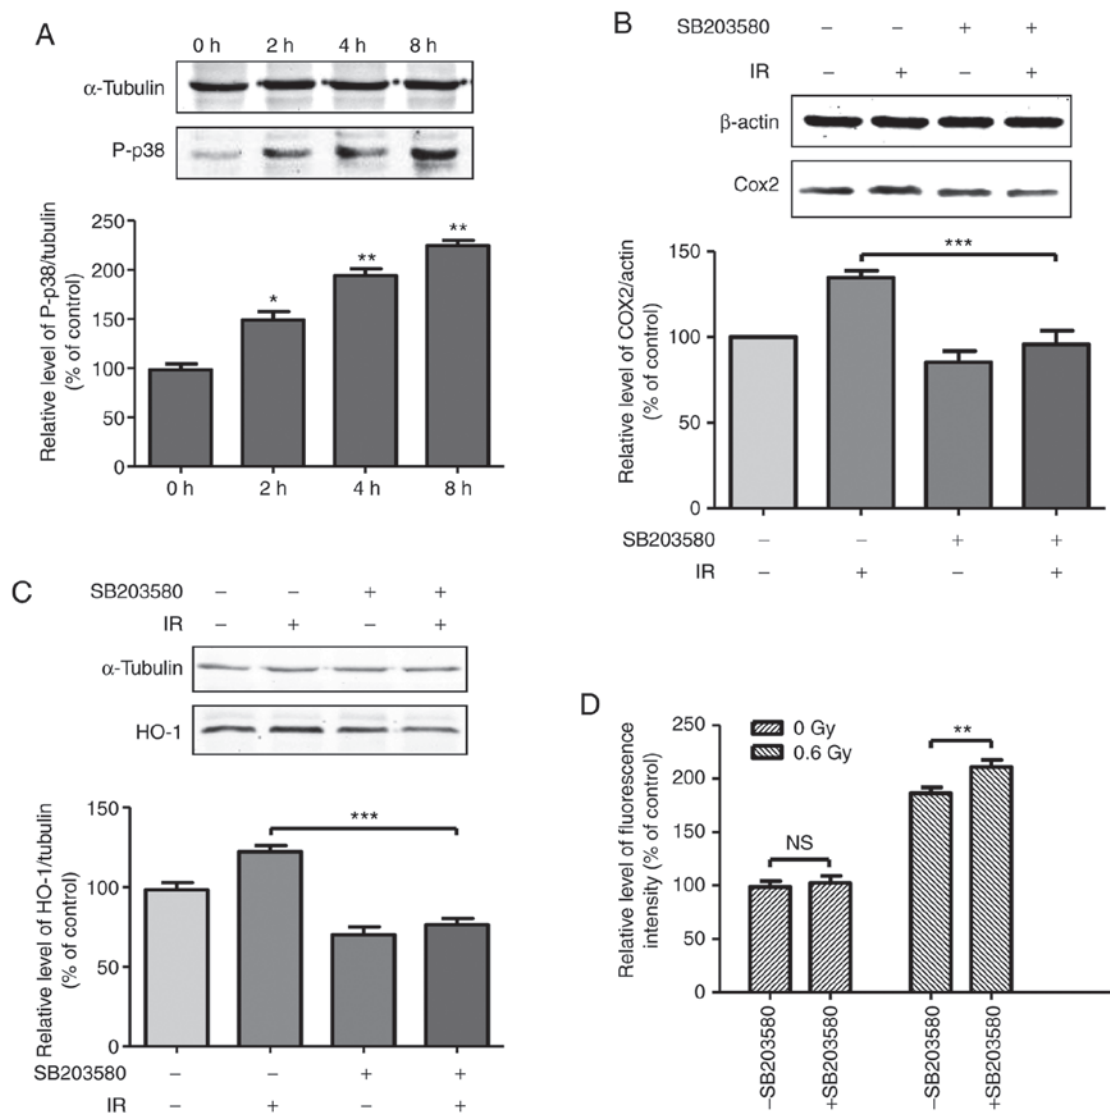 A
0 h 2 h 4 h 8 h
α-Tubulin
P-p38
Relative level of P-p38/tubulin
(% of control)
250
200
150
100
50
0
* ** **
0 h 2 h 4 h 8 h
B
SB203580 – – + +
IR – + – +
β-actin
Cox2
Relative level of COX2/actin
(% of control)
150
100
50
0
***
SB203580 – – + +
IR – + – +
C
SB203580 – – + +
IR – + – +
α-Tubulin
HO-1
Relative level of HO-1/tubulin
(% of control)
150
100
50
0
***
SB203580 – – + +
IR – + – +
D
Relative level of fluorescence
intensity (% of control)
250
200
150
100
50
0
0 Gy
0.6 Gy
NS
**
–SB203580
+SB203580
–SB203580
+SB203580